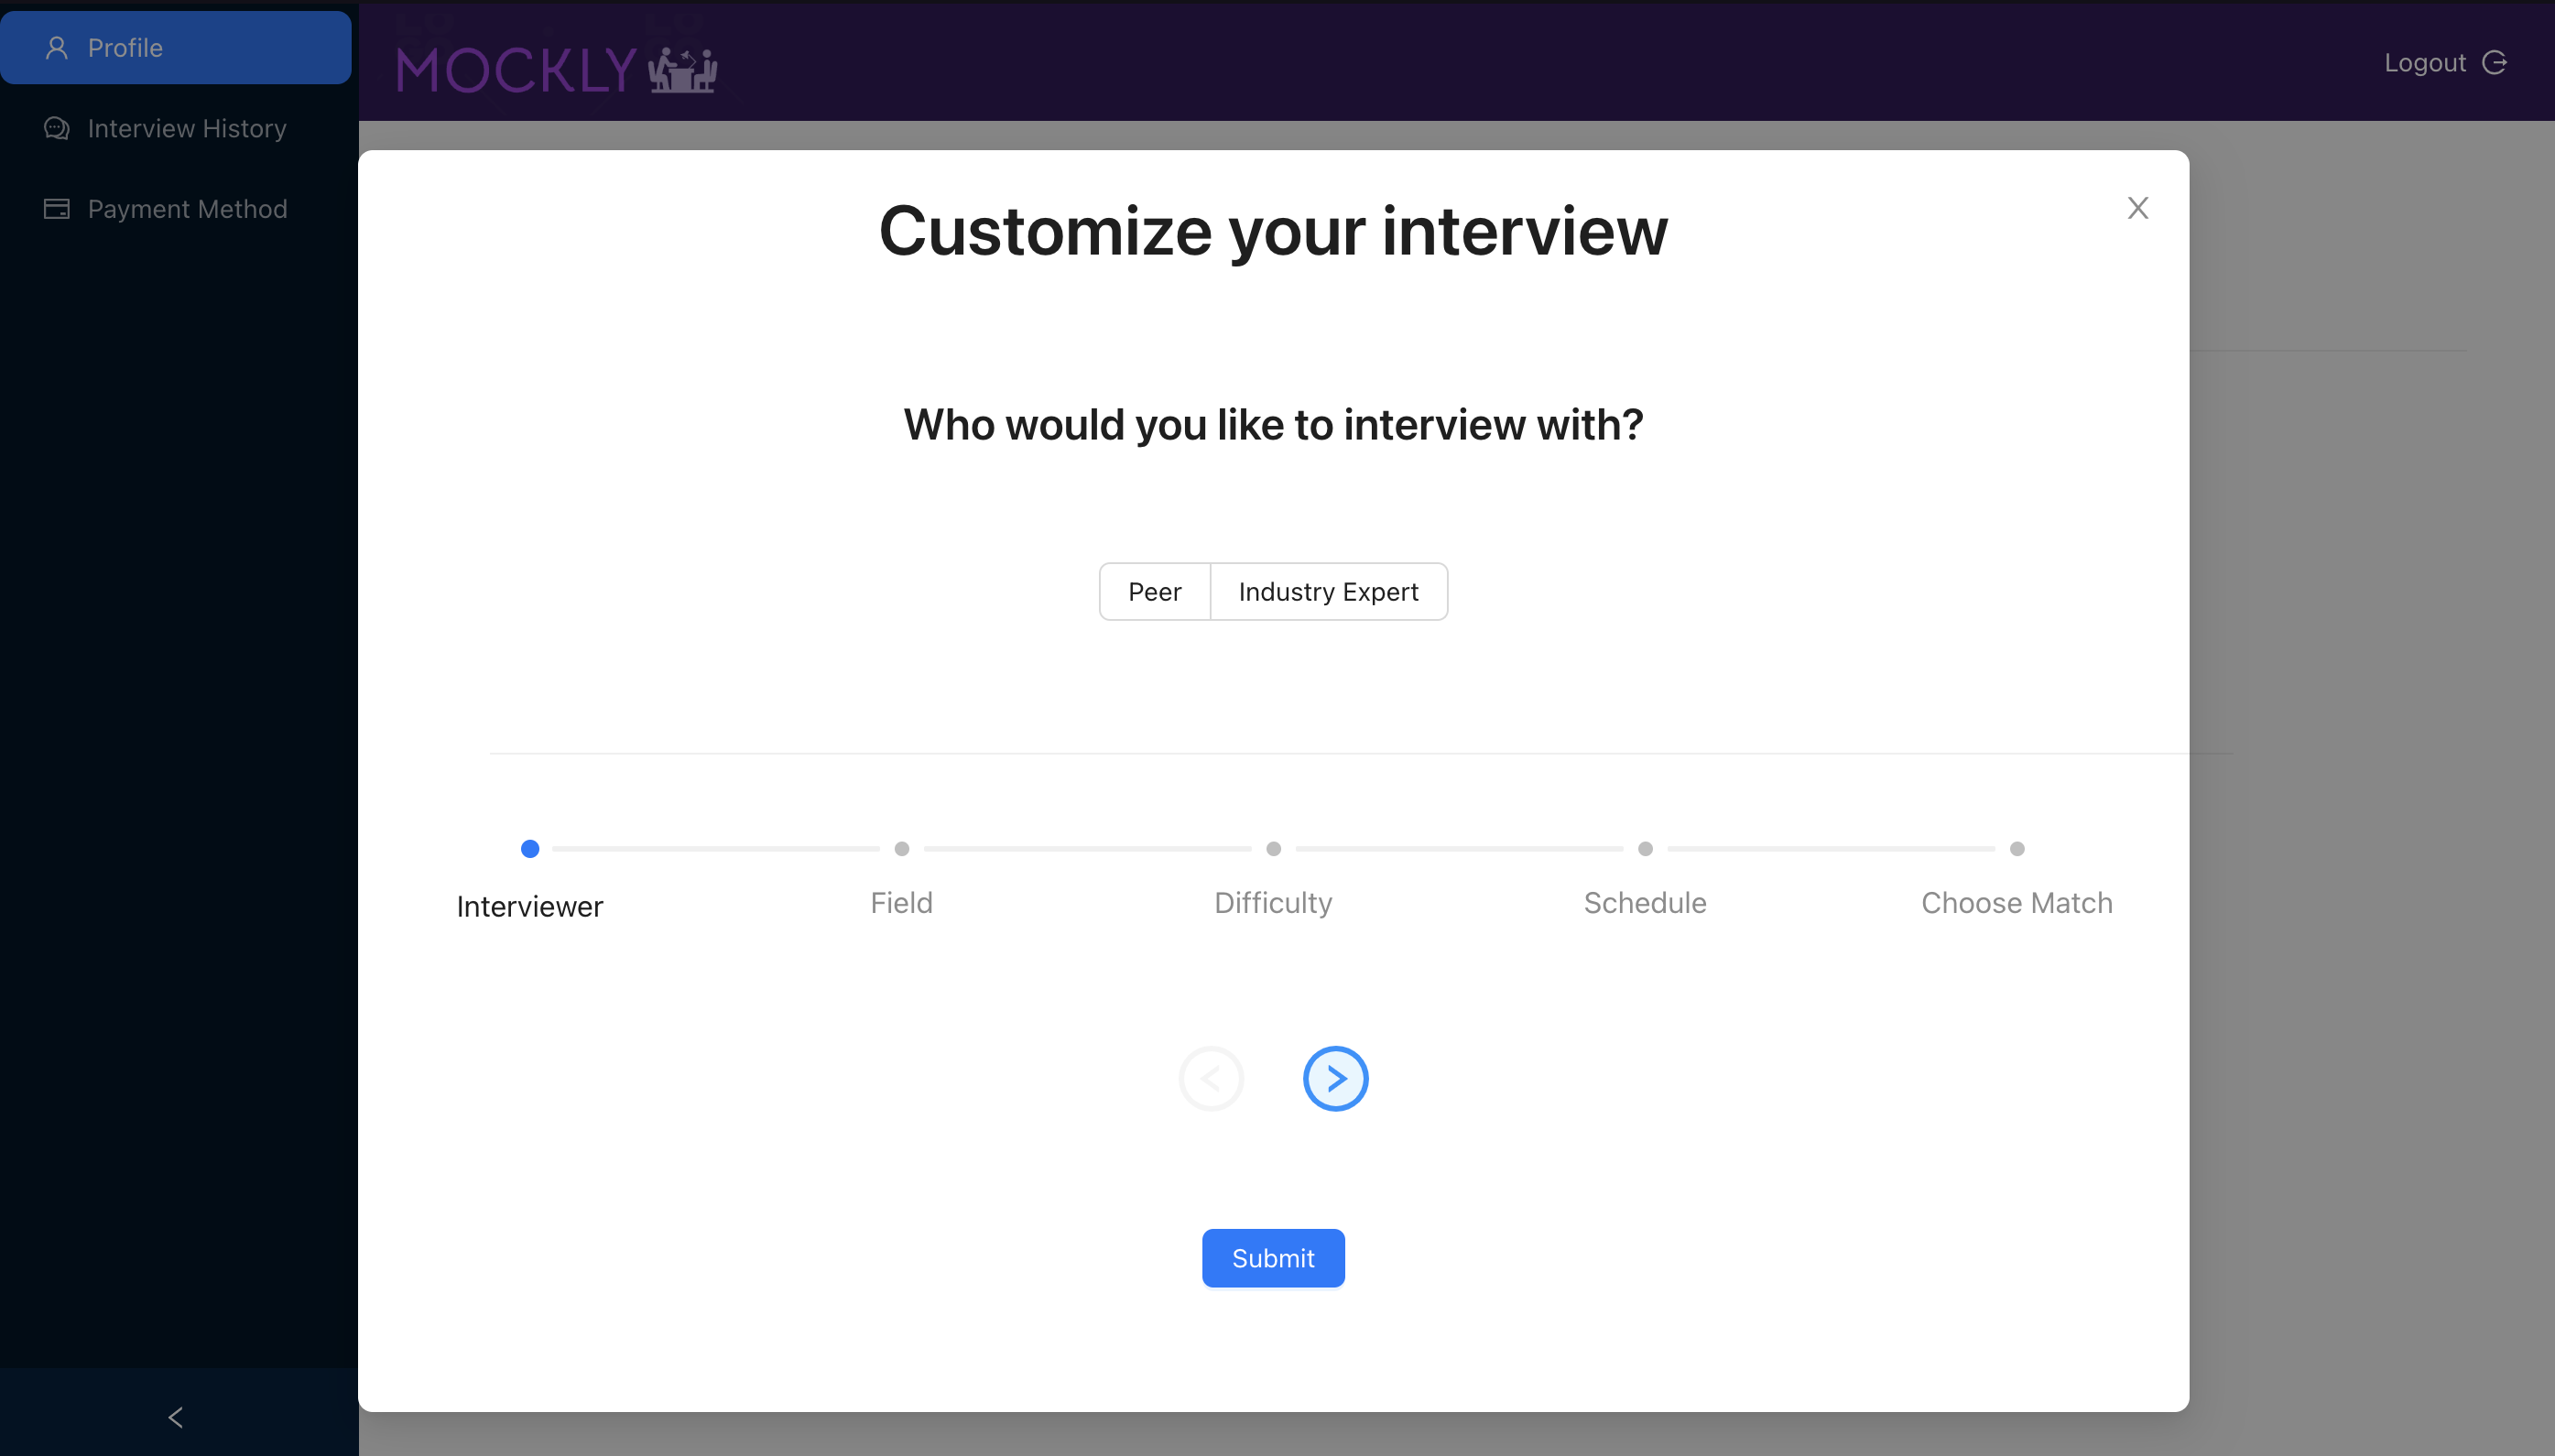 Profile
Interview History
Payment Method
MOCKLY
Logout
Customize your interview
Who would you like to interview with?
Peer
Industry Expert
Interviewer
Field
Difficulty
Schedule
Choose Match
Submit